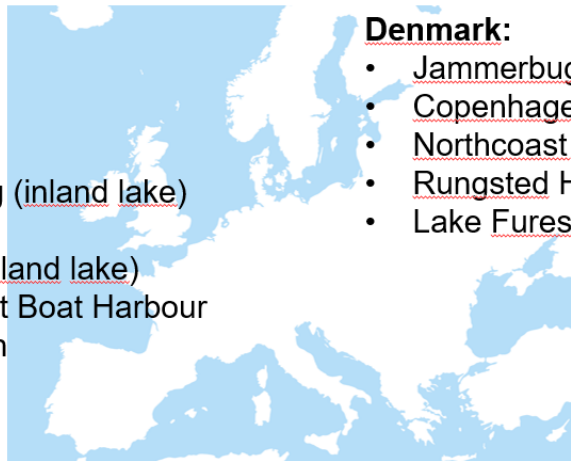 Denmark:
• Jammerbug
• Copenhage
• Northcoast
• Rungsted H
• Lake Fures
(inland lake)
land lake)
t Boat Harbour